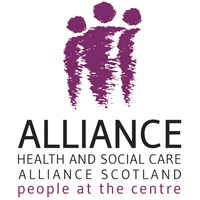 ALLIANCE
HEALTH AND SOCIAL CARE
ALLIANCE SCOTLAND
people at the centre